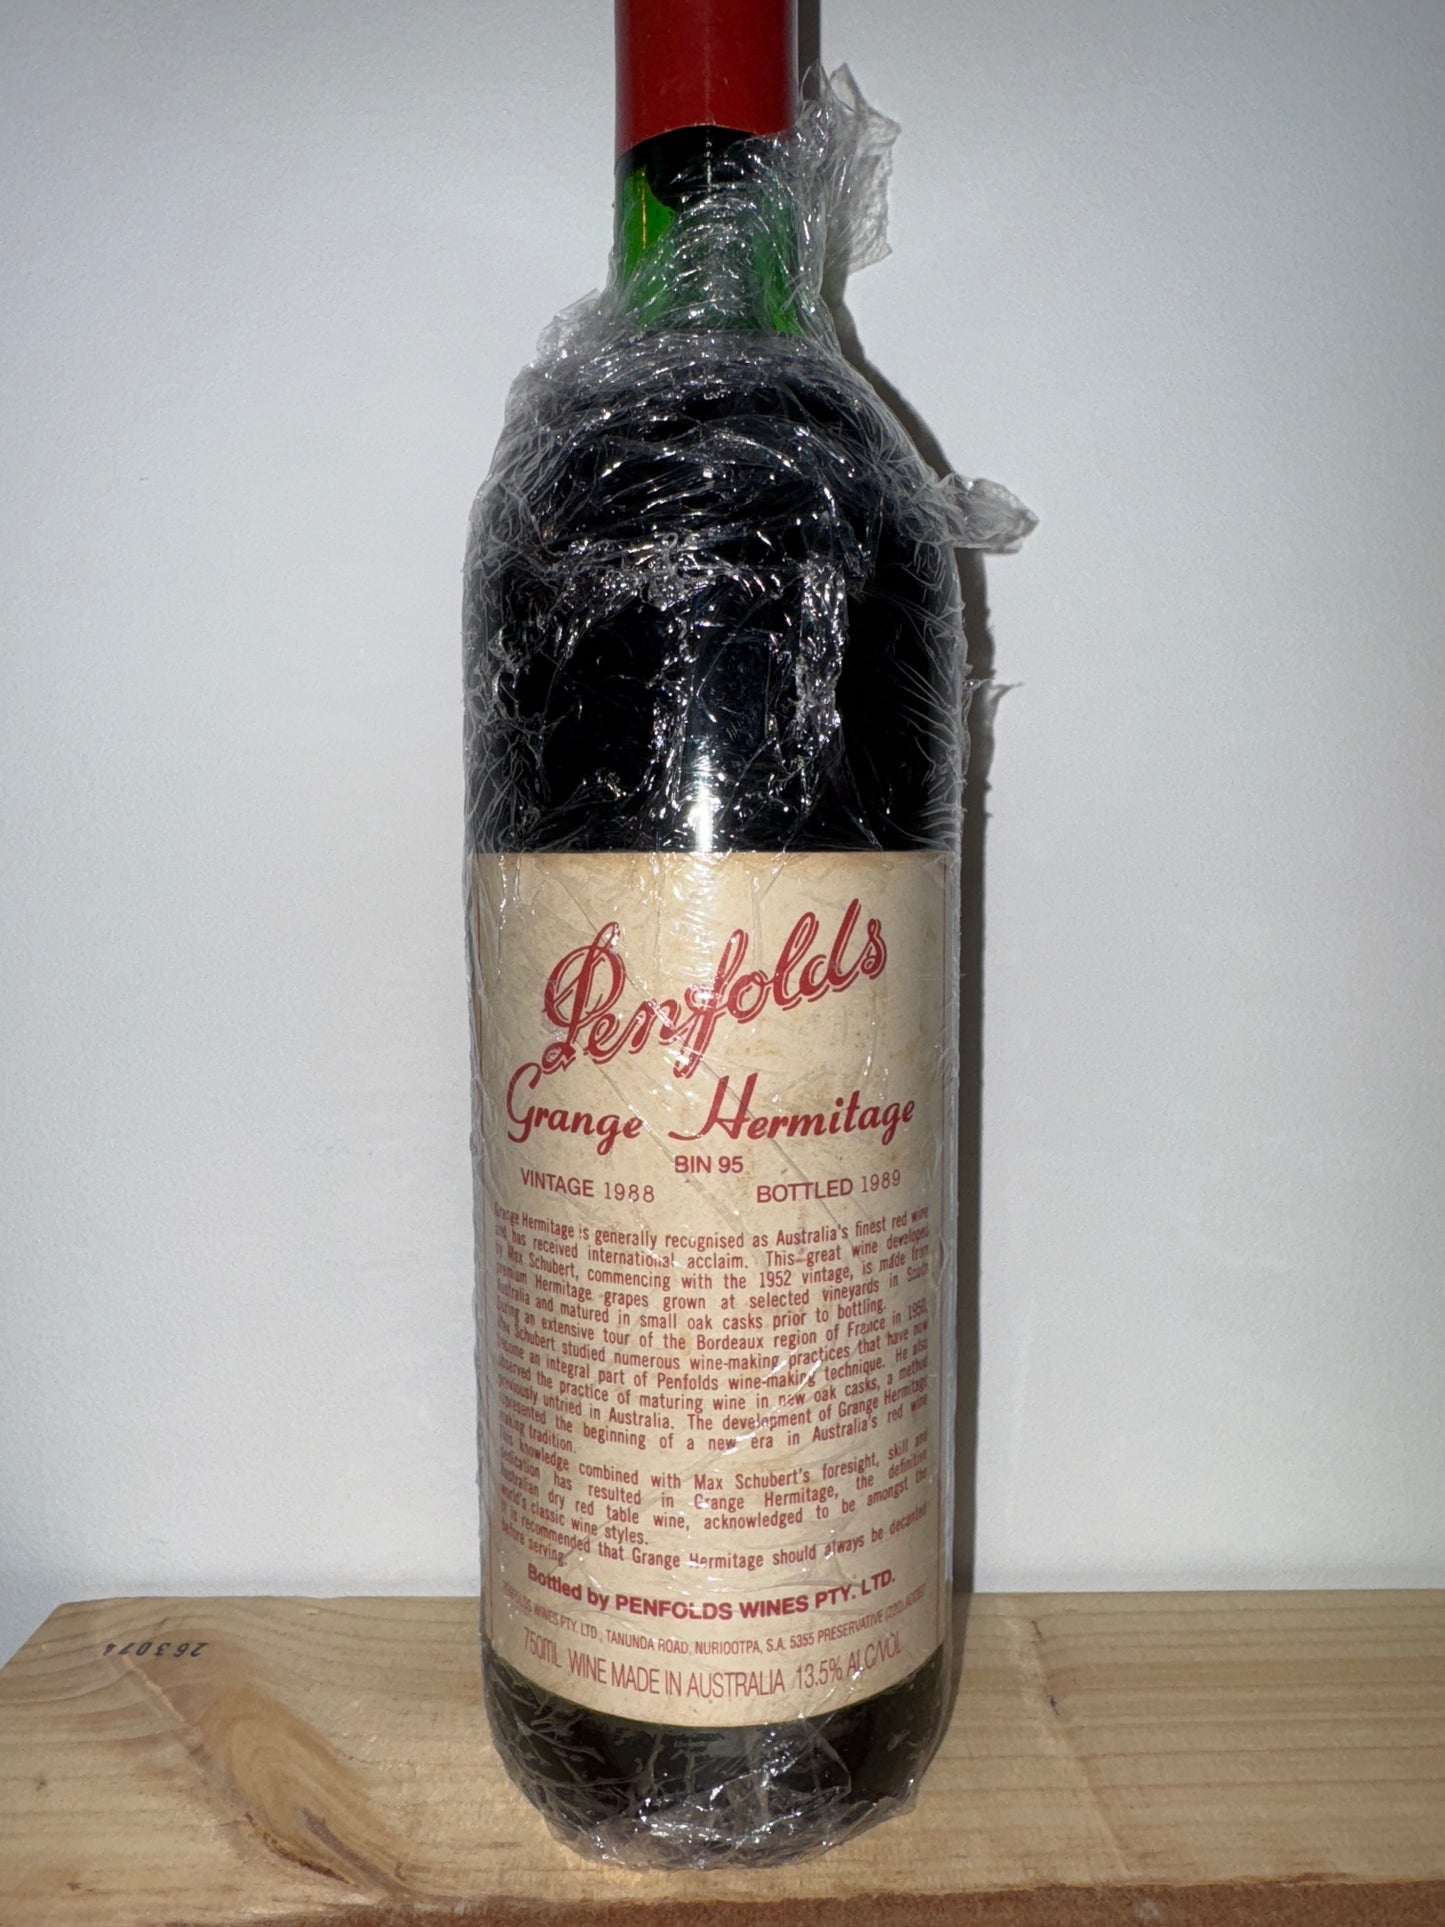 Penfolds
Grange Hermitage
BIN 95
VINTAGE 1988 BOTTLED 1989
Grange Hermitage is generally recognised as Australia's finest red wine
and has received international acclaim. This great wine developed
by Max Schubert, commencing with the 1952 vintage, is made from
premium Hermitage grapes grown at selected vineyards in South
Australia and matured in small oak casks prior to bottling.
During an extensive tour of the Bordeaux region of France in 1950,
Max Schubert studied numerous wine-making practices that have now
become an integral part of Penfolds wine-making technique. He also
observed the practice of maturing wine in new oak casks, a method
previously untried in Australia. The development of Grange Hermitage
represented the beginning of a new era in Australia's red wine
making tradition.
This knowledge combined with Max Schubert's foresight, skill and
dedication has resulted in Grange Hermitage, the definitive
Australian dry red table wine, acknowledged to be amongst the
world's classic wine styles.
It is recommended that Grange Hermitage should always be decanted
before serving.
Bottled by PENFOLDS WINES PTY. LTD.
PENFOLDS WINES PTY. LTD., TANUNDA ROAD, NURIOOTPA, S.A. 5355 PRESERVATIVE (220) ADDED
750ML WINE MADE IN AUSTRALIA 13.5% ALC/VOL
263074